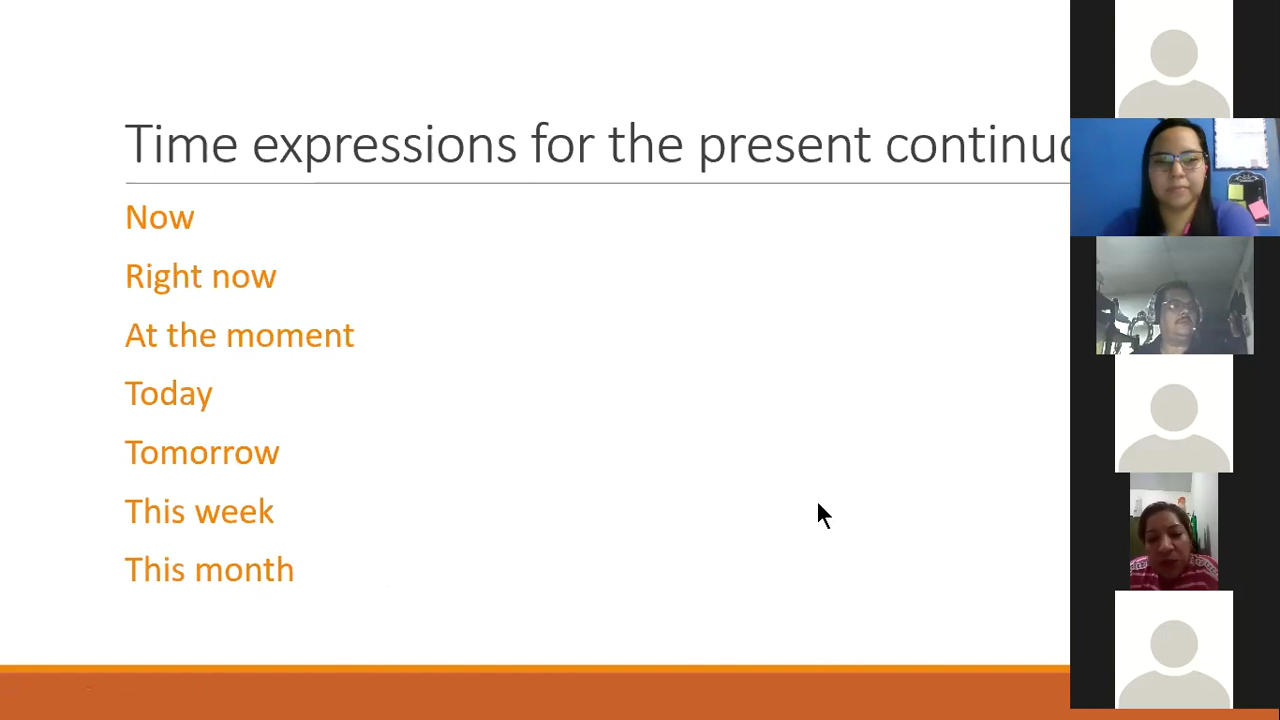 Time expressions for the present continuo
Now
Right now
At the moment
Today
Tomorrow
This week
This month